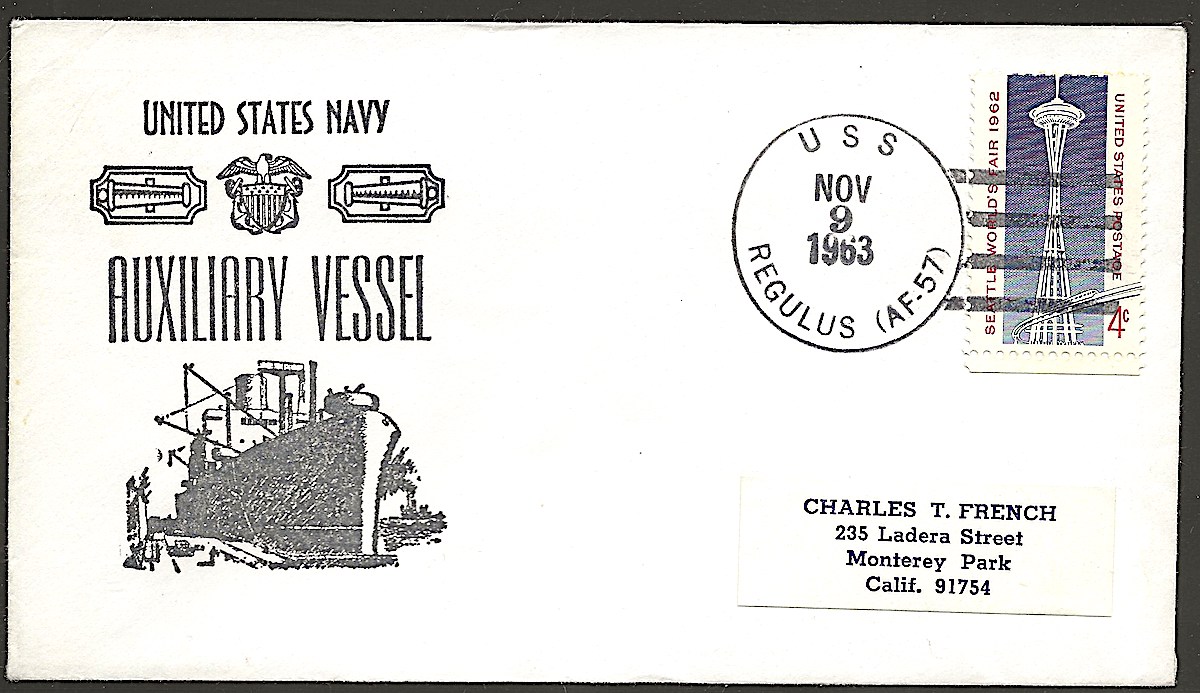 UNITED STATES NAVY
AUXILIARY VESSEL
USS
NOV
9
1963
REGULUS (AF-57)
SEATTLE WORLD'S FAIR 1962
UNITED STATES POSTAGE
4c
CHARLES T. FRENCH
235 Ladera Street
Monterey Park
Calif. 91754